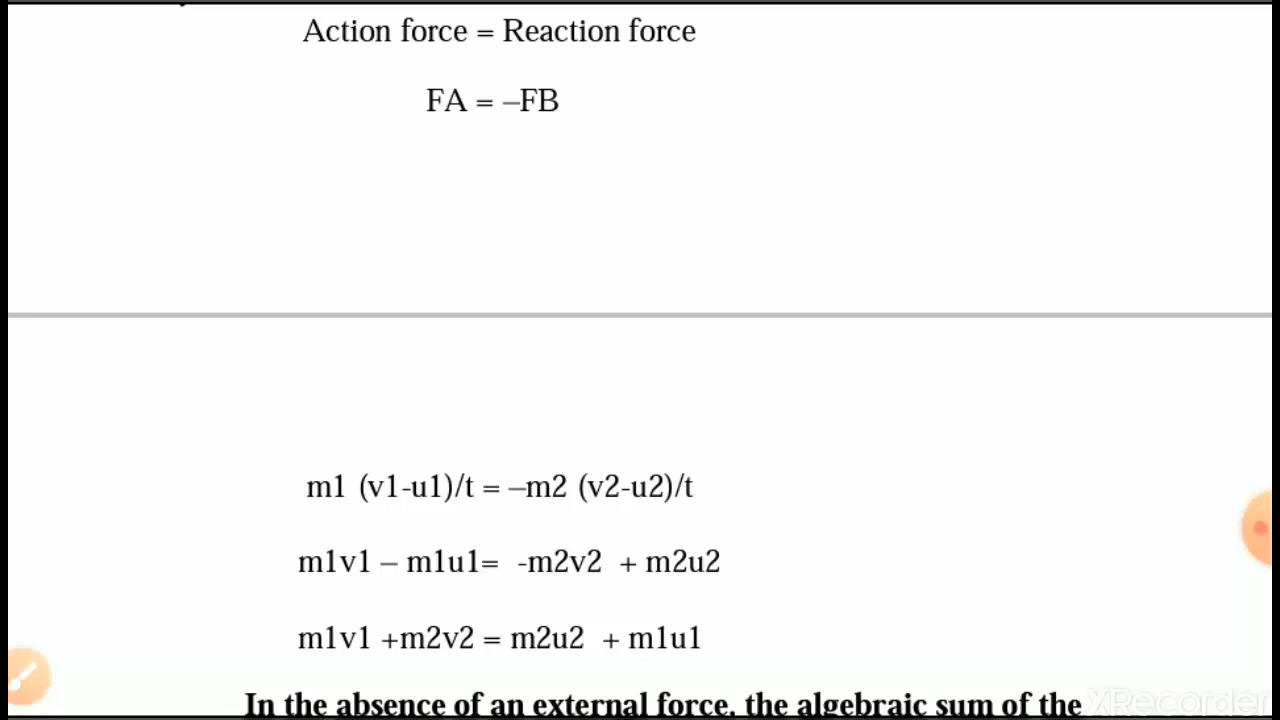 Action force = Reaction force
FA = –FB
m1 (v1-u1)/t = –m2 (v2-u2)/t
m1v1 – m1u1=  -m2v2  + m2u2
m1v1 +m2v2 = m2u2  + m1u1
In the absence of an external force, the algebraic sum of the
XRecorder